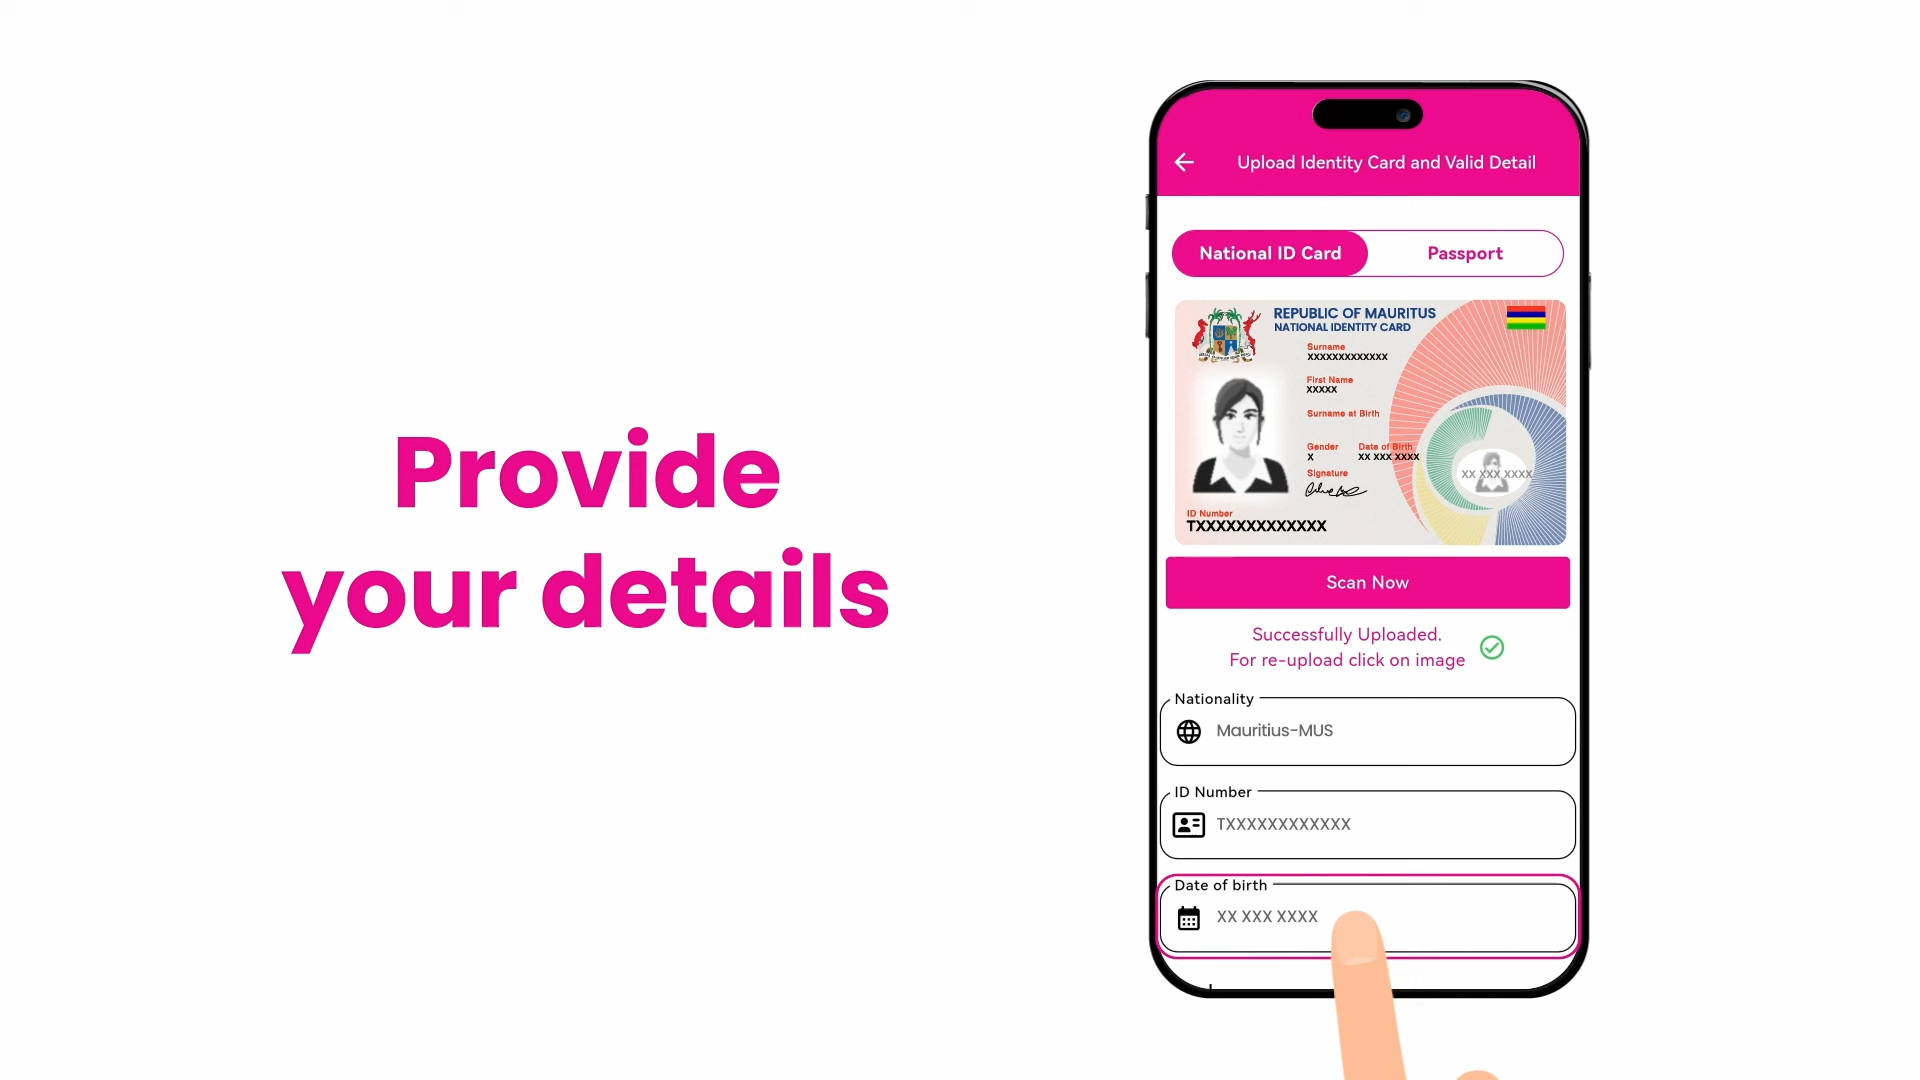 Provide
your details
Upload Identity Card and Valid Detail
National ID Card
Passport
REPUBLIC OF MAURITIUS
NATIONAL IDENTITY CARD
Surname
XXXXXXXXXXXXX
First Name
XXXXX
Surname at Birth
Gender Date of Birth
X XX XXX XXXX
Signature
XX XXX XXXX
ID Number
TXXXXXXXXXXXXX
Scan Now
Successfully Uploaded.
For re-upload click on image
Nationality
Mauritius-MUS
ID Number
TXXXXXXXXXXXXX
Date of birth
XX XXX XXXX